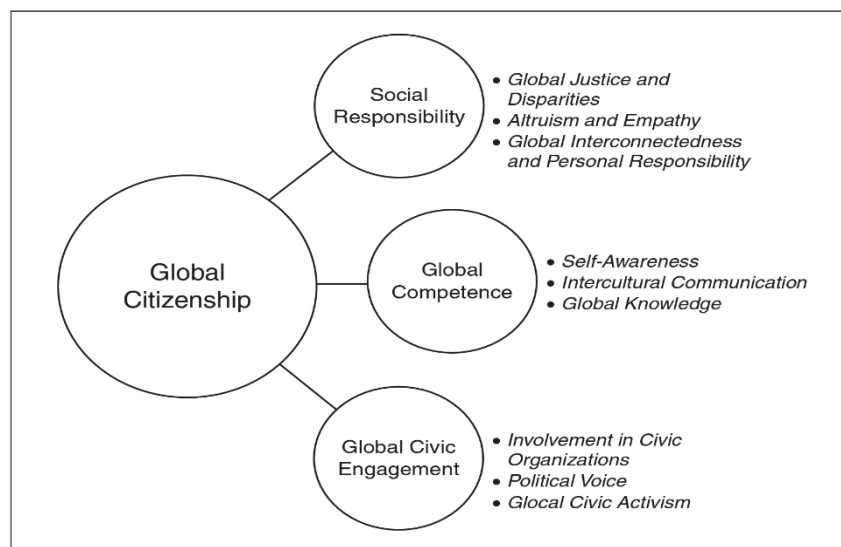 Social
Responsibility
• Global Justice and
Disparities
• Altruism and Empathy
• Global Interconnectedness
and Personal Responsibility
Global
Citizenship
Global
Competence
• Self-Awareness
• Intercultural Communication
• Global Knowledge
Global Civic
Engagement
• Involvement in Civic
Organizations
• Political Voice
• Glocal Civic Activism